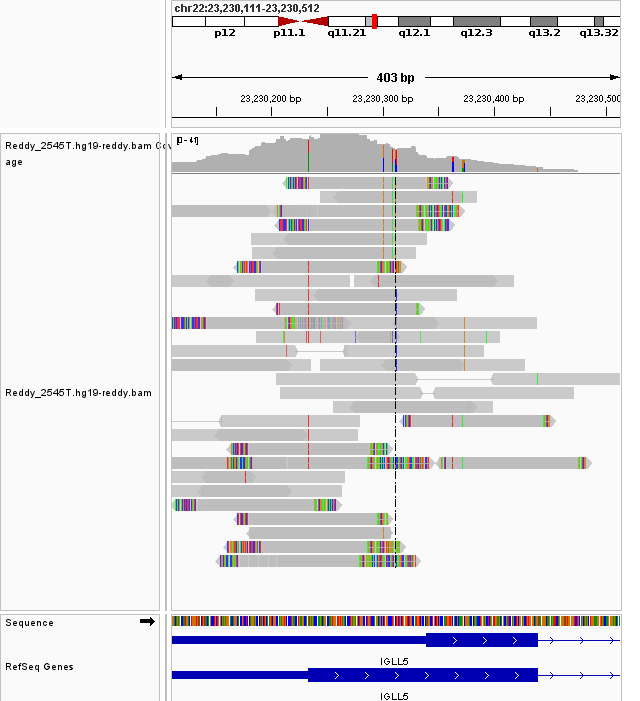 chr22:23,230,111-23,230,512
p12 p11.1 q11.21 q12.1 q12.3 q13.2 q13.32
403 bp
23,230,200 bp 23,230,300 bp 23,230,400 bp 23,230,500
Reddy_2545T.hg19-reddy.bam Cov
age
[0 - 41]
Reddy_2545T.hg19-reddy.bam
Sequence
IGLL5
RefSeq Genes
IGLL5